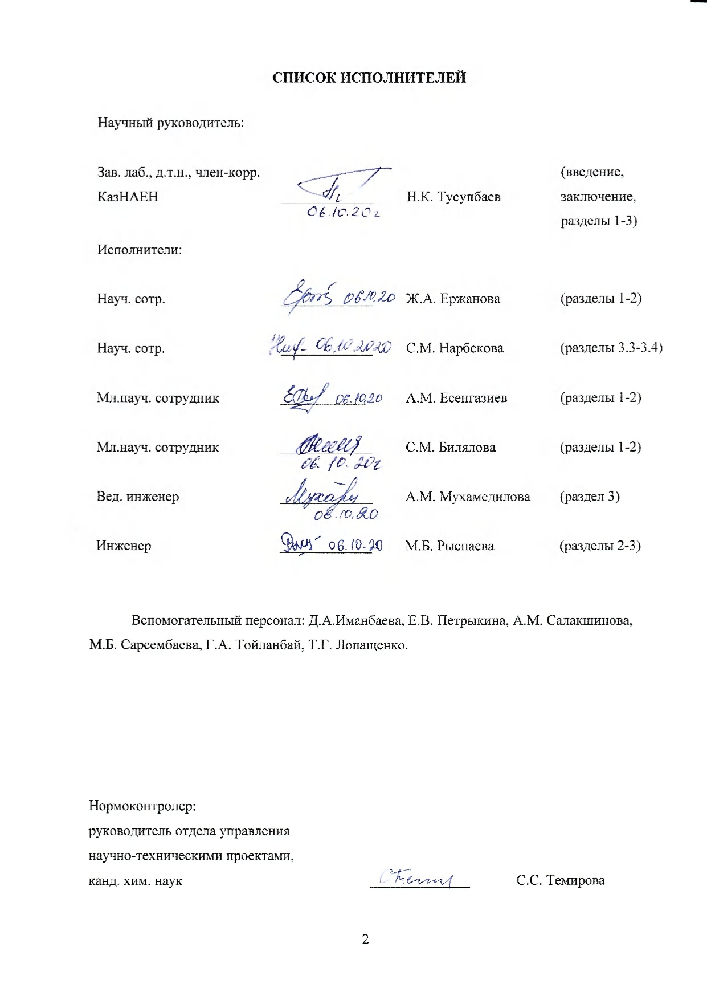 СПИСОК ИСПОЛНИТЕЛЕЙ
Научный руководитель:
Зав. лаб., д.т.н., член-корр. (введение,
КазНАЕН Н.К. Тусупбаев заключение,
06.10.20г
разделы 1-3)
Исполнители:
Науч. сотр. 06.10.20 Ж.А. Ержанова (разделы 1-2)
Науч. сотр. 06.10.2020 С.М. Нарбекова (разделы 3.3-3.4)
Мл.науч. сотрудник 06.10.20 А.М. Есенгазиев (разделы 1-2)
Мл.науч. сотрудник С.М. Билялова (разделы 1-2)
06.10.20г
Вед. инженер А.М. Мухамедилова (раздел 3)
06.10.20
Инженер 06.10.20 М.Б. Рыспаева (разделы 2-3)
Вспомогательный персонал: Д.А.Иманбаева, Е.В. Петрыкина, А.М. Салакшинова,
М.Б. Сарсембаева, Г.А. Тойланбай, Т.Г. Лопащенко.
Нормоконтролер:
руководитель отдела управления
научно-техническими проектами,
канд. хим. наук С.С. Темирова
2